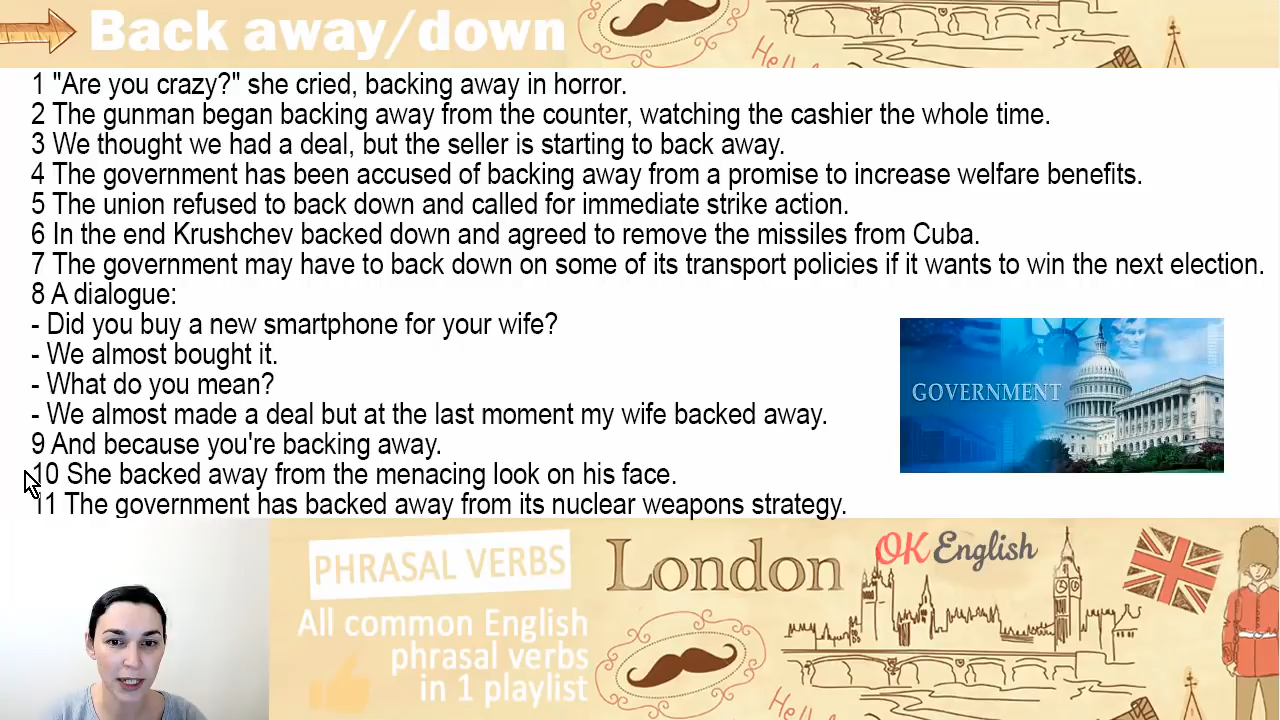 Back away/down
Hello
1 "Are you crazy?" she cried, backing away in horror.
2 The gunman began backing away from the counter, watching the cashier the whole time.
3 We thought we had a deal, but the seller is starting to back away.
4 The government has been accused of backing away from a promise to increase welfare benefits.
5 The union refused to back down and called for immediate strike action.
6 In the end Krushchev backed down and agreed to remove the missiles from Cuba.
7 The government may have to back down on some of its transport policies if it wants to win the next election.
8 A dialogue:
- Did you buy a new smartphone for your wife?
- We almost bought it.
- What do you mean?
- We almost made a deal but at the last moment my wife backed away.
GOVERNMENT
9 And because you're backing away.
10 She backed away from the menacing look on his face.
11 The government has backed away from its nuclear weapons strategy.
PHRASAL VERBS
All common English
phrasal verbs
in 1 playlist
London
OK English